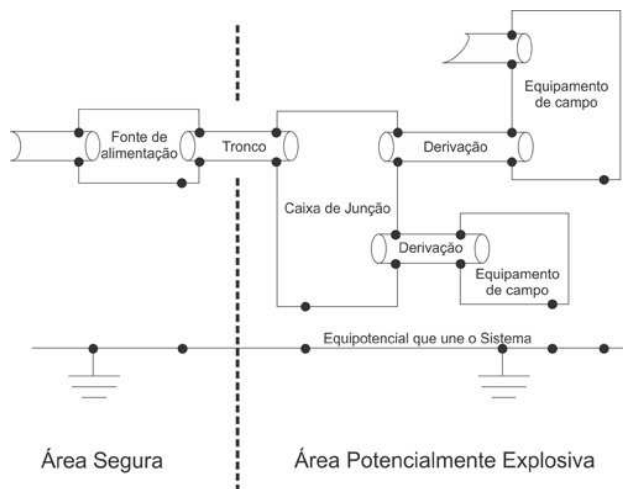 Equipamento
de campo
Fonte de
alimentação
Tronco
Derivação
Caixa de Junção
Derivação
Equipamento
de campo
Equipotencial que une o Sistema
Área Segura
Área Potencialmente Explosiva